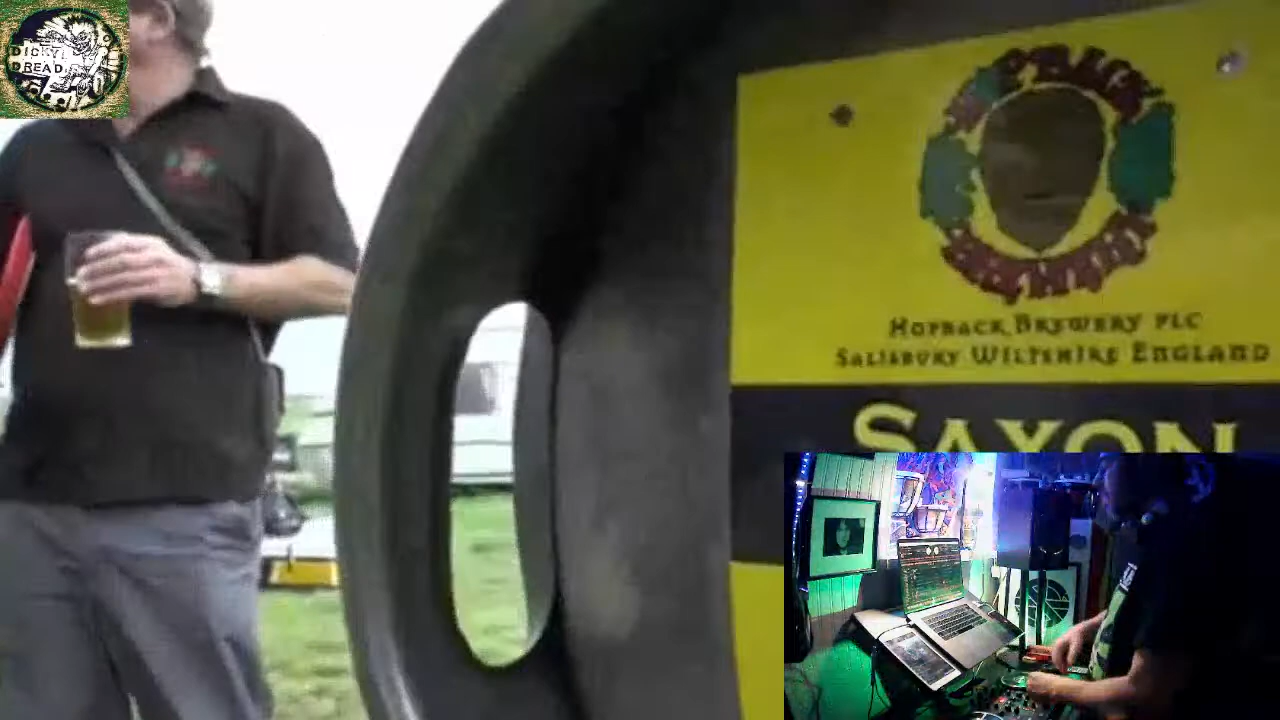 DICKY
DREAD
HOPBACK BREWERY PLC
SALISBURY WILTSHIRE ENGLAND
SAXON